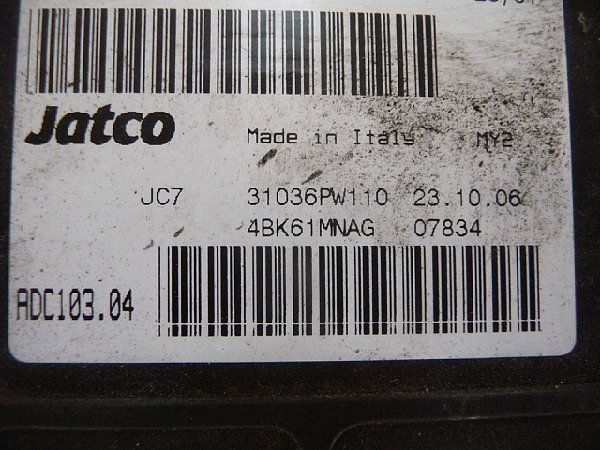 Jatco Made in Italy MY2
JC7 31036PW110 23.10.06
4BK61MNAG 07834
ADC103.04